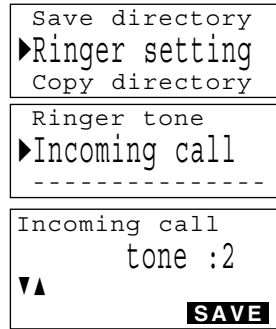 Save directory
▶Ringer setting
Copy directory
Ringer tone
▶Incoming call
---------------
Incoming call
tone :2
▼▲
SAVE